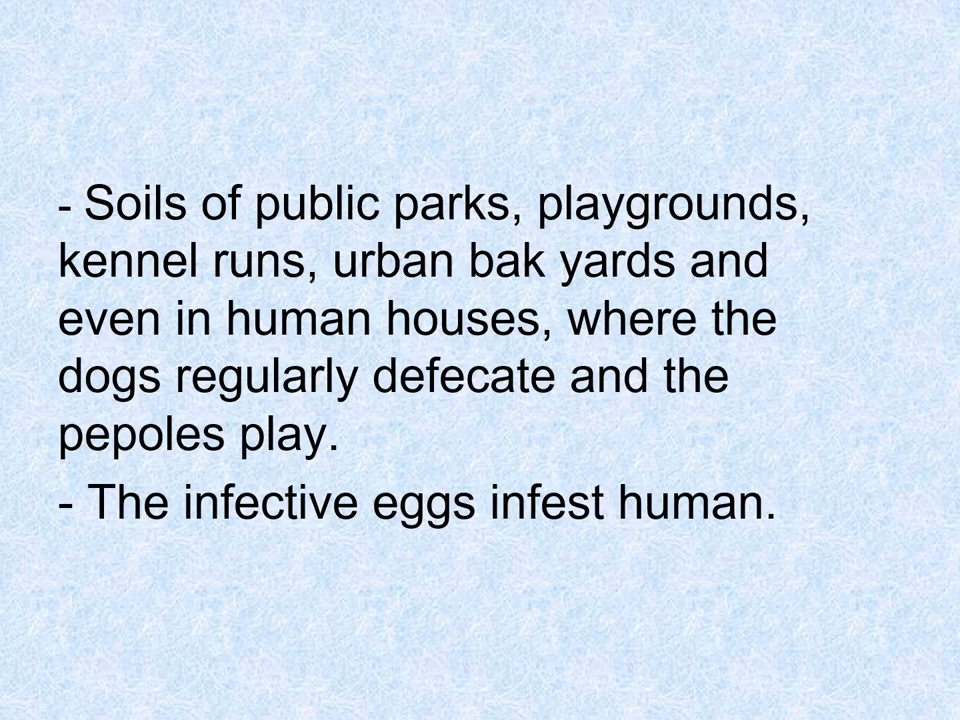 - Soils of public parks, playgrounds,
kennel runs, urban bak yards and
even in human houses, where the
dogs regularly defecate and the
pepoles play.
- The infective eggs infest human.